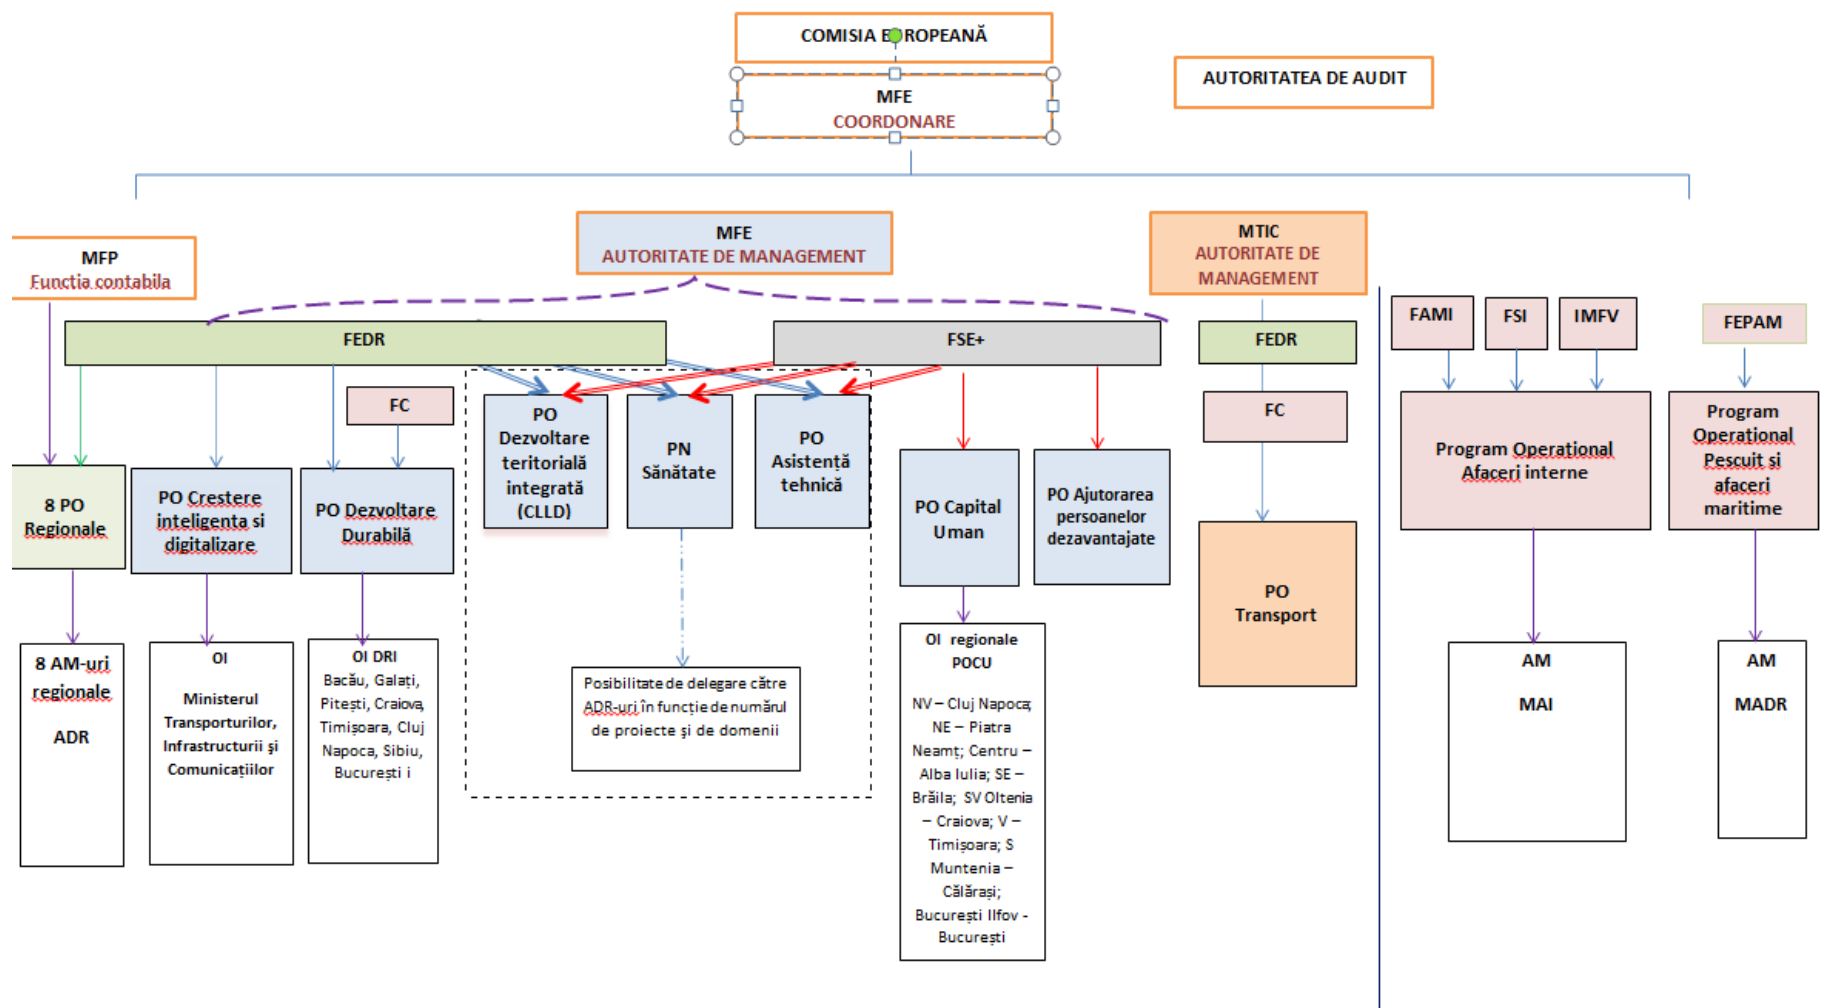 COMISIA EUROPEANĂ
MFE
COORDONARE
AUTORITATEA DE AUDIT
MFP
Functia contabila
MFE
AUTORITATE DE MANAGEMENT
MTIC
AUTORITATE DE
MANAGEMENT
FEDR
FSE+
FEDR
FAMI
FSI
IMFV
FEPAM
FC
FC
8 PO
Regionale
PO Crestere
inteligenta si
digitalizare
PO Dezvoltare
Durabilă
PO
Dezvoltare
teritorială
integrată
(CLLD)
PN
Sănătate
PO
Asistență
tehnică
PO Capital
Uman
PO Ajutorarea
persoanelor
dezavantajate
PO
Transport
Program Operațional
Afaceri interne
Program
Operațional
Pescuit și
afaceri
maritime
8 AM-uri
regionale
ADR
OI
Ministerul
Transporturilor,
Infrastructurii și
Comunicațiilor
OI DRI
Bacău, Galați,
Pitești, Craiova,
Timișoara, Cluj
Napoca, Sibiu,
București i
Posibilitate de delegare către
ADR-uri în funcție de numărul
de proiecte și de domenii
OI regionale
POCU
NV – Cluj Napoca;
NE – Piatra
Neamț; Centru –
Alba Iulia; SE –
Brăila; SV Oltenia
– Craiova; V –
Timișoara; S
Muntenia –
Călărași;
București Ilfov -
București
AM
MAI
AM
MADR